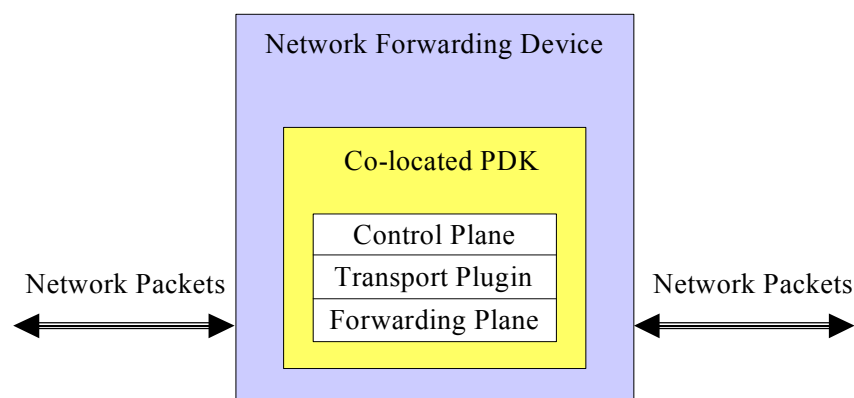 Network Forwarding Device
Co-located PDK
Control Plane
Transport Plugin
Forwarding Plane
Network Packets
Network Packets